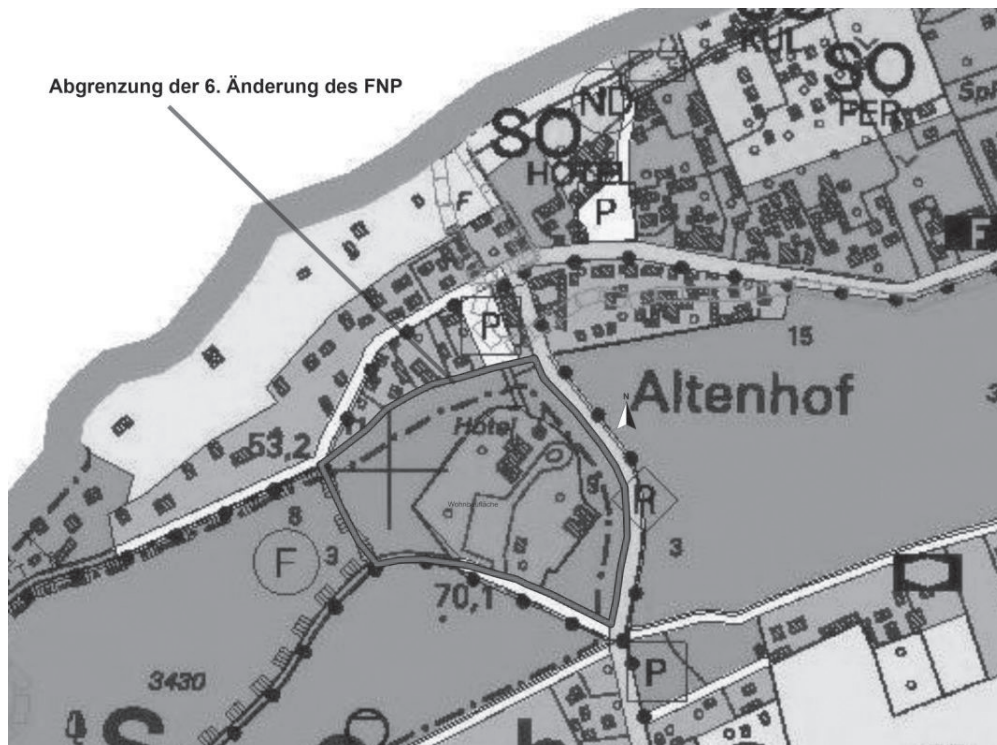 Abgrenzung der 6. Änderung des FNP
SO
KUL
SO
PER
ND
SO
HOTEL
P
F
F
P
15
Altenhof
N
Hotel
53,2
Wohnbaufläche
R
8
3
F
3
70,1
P
3430